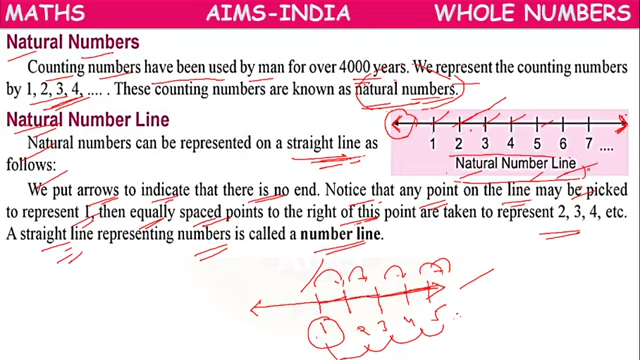 MATHS AIMS-INDIA WHOLE NUMBERS
Natural Numbers
Counting numbers have been used by man for over 4000 years. We represent the counting numbers
by 1, 2, 3, 4, .... . These counting numbers are known as natural numbers.
Natural Number Line
Natural numbers can be represented on a straight line as
follows:
1 2 3 4 5 6 7 ....
Natural Number Line
We put arrows to indicate that there is no end. Notice that any point on the line may be picked
to represent 1, then equally spaced points to the right of this point are taken to represent 2, 3, 4, etc.
A straight line representing numbers is called a number line.
1 2 3 4 5 ..